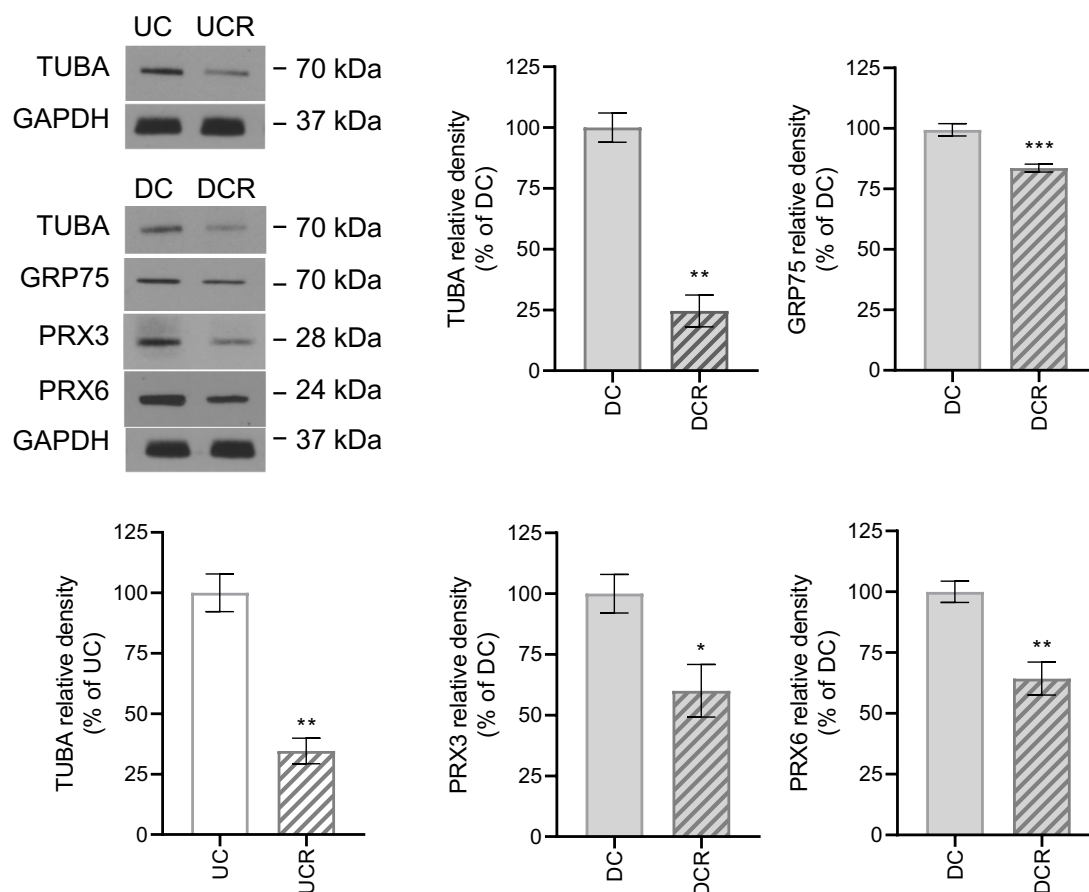 UC UCR
TUBA – 70 kDa
GAPDH – 37 kDa
DC DCR
TUBA – 70 kDa
GRP75 – 70 kDa
PRX3 – 28 kDa
PRX6 – 24 kDa
GAPDH – 37 kDa
TUBA relative density
(% of DC)
125
100
75
50
25
0
**
DC
DCR
GRP75 relative density
(% of DC)
125
100
75
50
25
0
***
DC
DCR
TUBA relative density
(% of UC)
125
100
75
50
25
0
**
UC
UCR
PRX3 relative density
(% of DC)
125
100
75
50
25
0
*
DC
DCR
PRX6 relative density
(% of DC)
125
100
75
50
25
0
**
DC
DCR